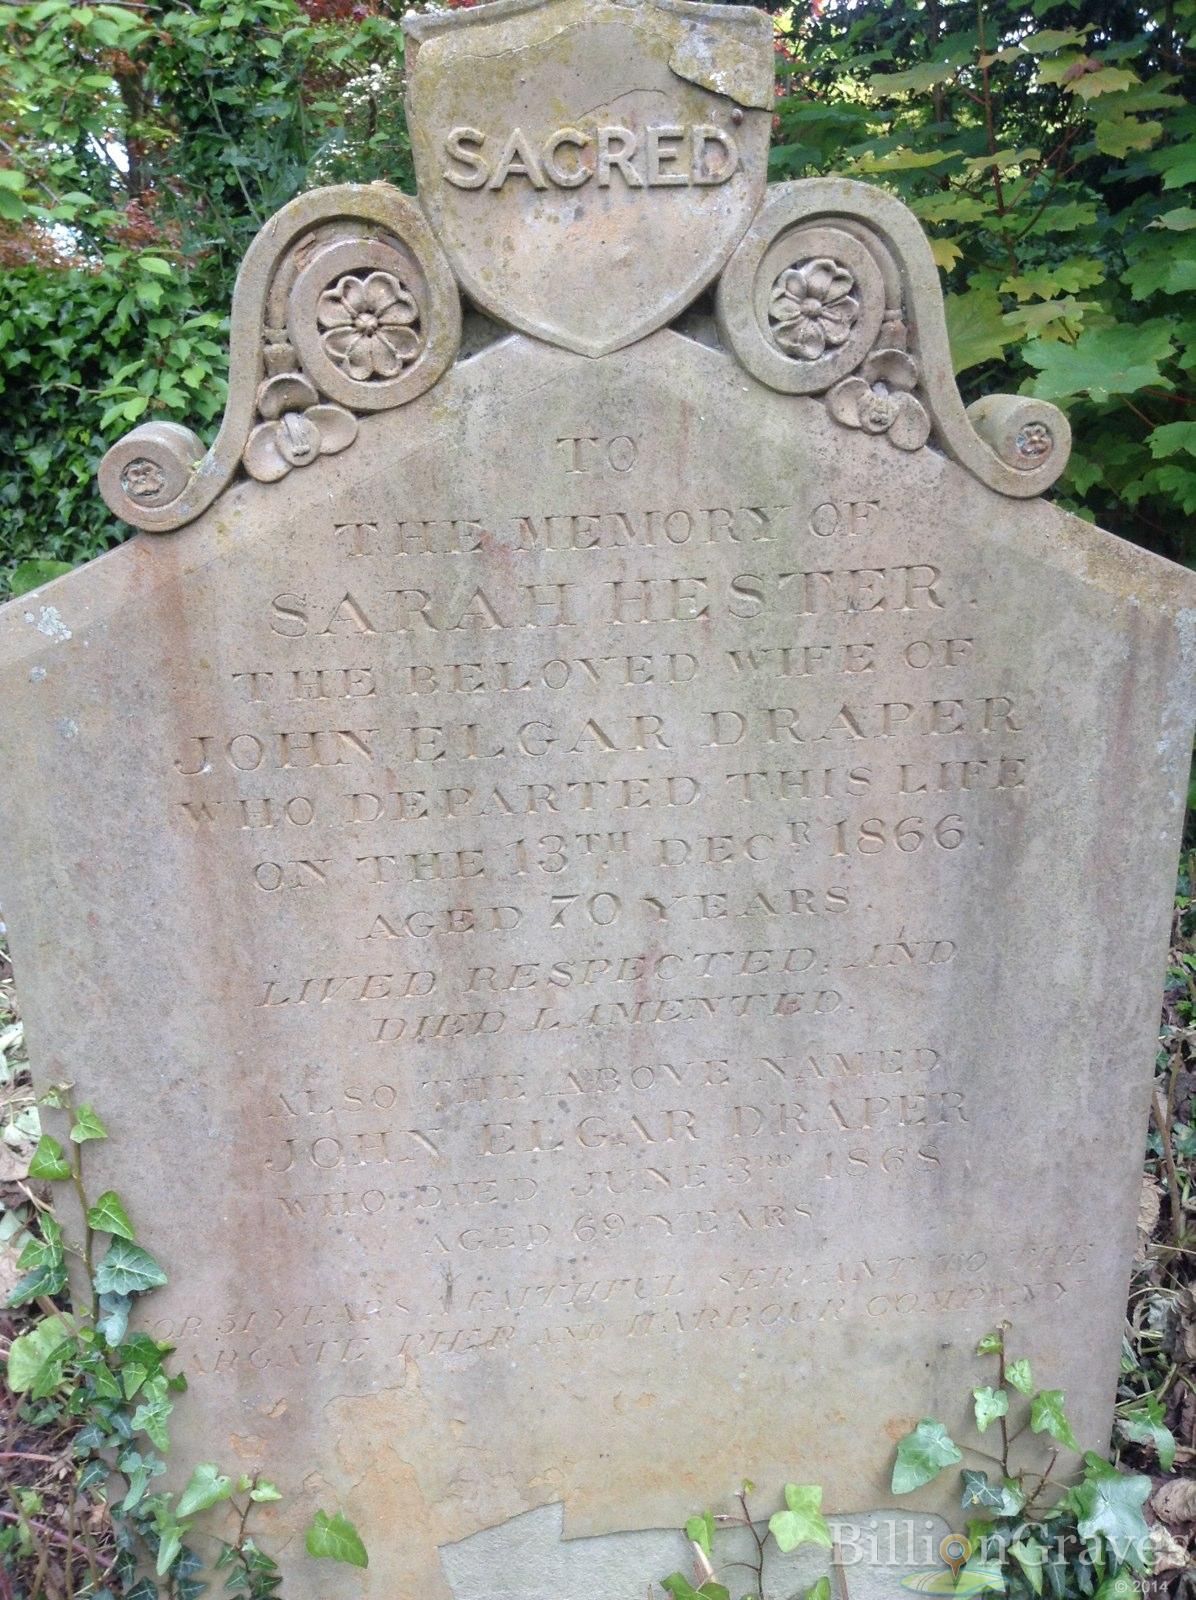 SACRED
TO
THE MEMORY OF
SARAH HESTER.
THE BELOVED WIFE OF
JOHN ELGAR DRAPER
WHO DEPARTED THIS LIFE
ON THE 13TH DECR 1866.
AGED 70 YEARS.
LIVED RESPECTED, AND
DIED LAMENTED.
ALSO THE ABOVE NAMED
JOHN ELGAR DRAPER
WHO DIED JUNE 3RD 1868,
AGED 69 YEARS
OR 51 YEARS A FAITHFUL SERVANT TO THE
ARGATE PIER AND HARBOUR COMPANY
BillionGraves
© 2014